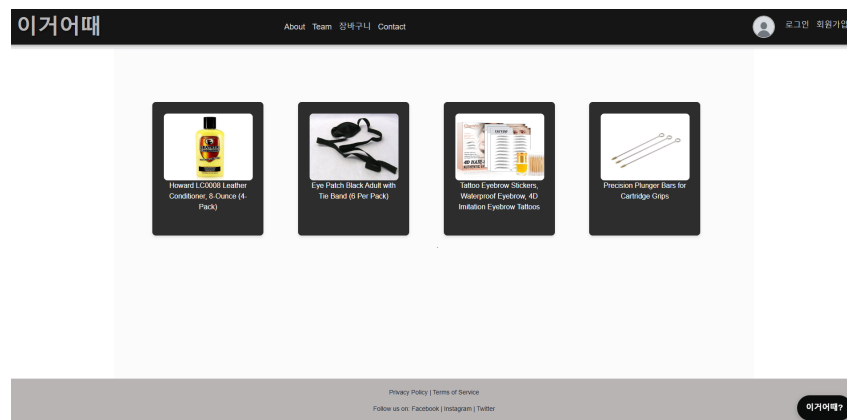 이거어때
About Team 장바구니 Contact
로그인 회원가입
Howard LC0008 Leather
Conditioner, 8-Ounce (4-
Pack)
Eye Patch Black Adult with
Tie Band (6 Per Pack)
Tattoo Eyebrow Stickers,
Waterproof Eyebrow, 4D
Imitation Eyebrow Tattoos
Precision Plunger Bars for
Cartridge Grips
Privacy Policy | Terms of Service
Follow us on: Facebook | Instagram | Twitter
이거어때?